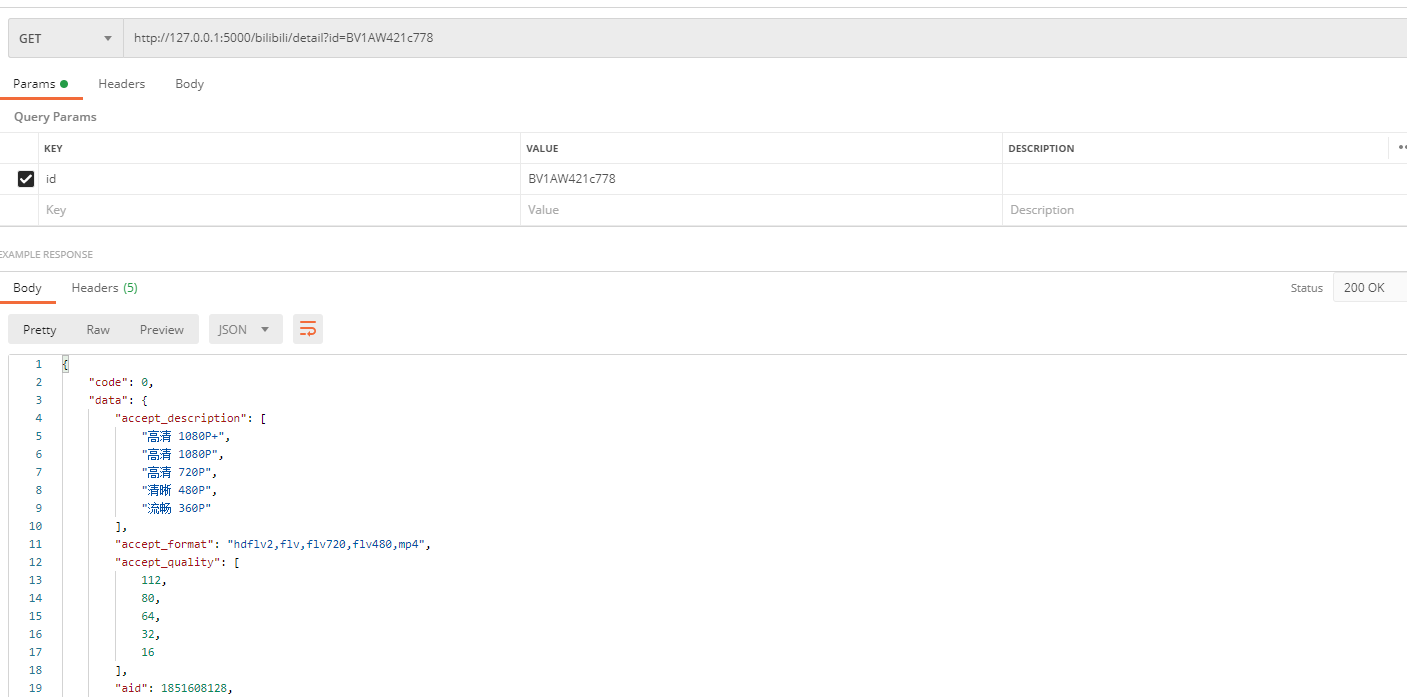 GET http://127.0.0.1:5000/bilibili/detail?id=BV1AW421c778
Params Headers Body
Query Params
KEY VALUE DESCRIPTION
id BV1AW421c778
Key Value Description
EXAMPLE RESPONSE
Body Headers (5) Status 200 OK
Pretty Raw Preview JSON
1 {
2 "code": 0,
3 "data": {
4 "accept_description": [
5 "高清 1080P+",
6 "高清 1080P",
7 "高清 720P",
8 "清晰 480P",
9 "流畅 360P"
10 ],
11 "accept_format": "hdflv2,flv,flv720,flv480,mp4",
12 "accept_quality": [
13 112,
14 80,
15 64,
16 32,
17 16
18 ],
19 "aid": 1851608128,